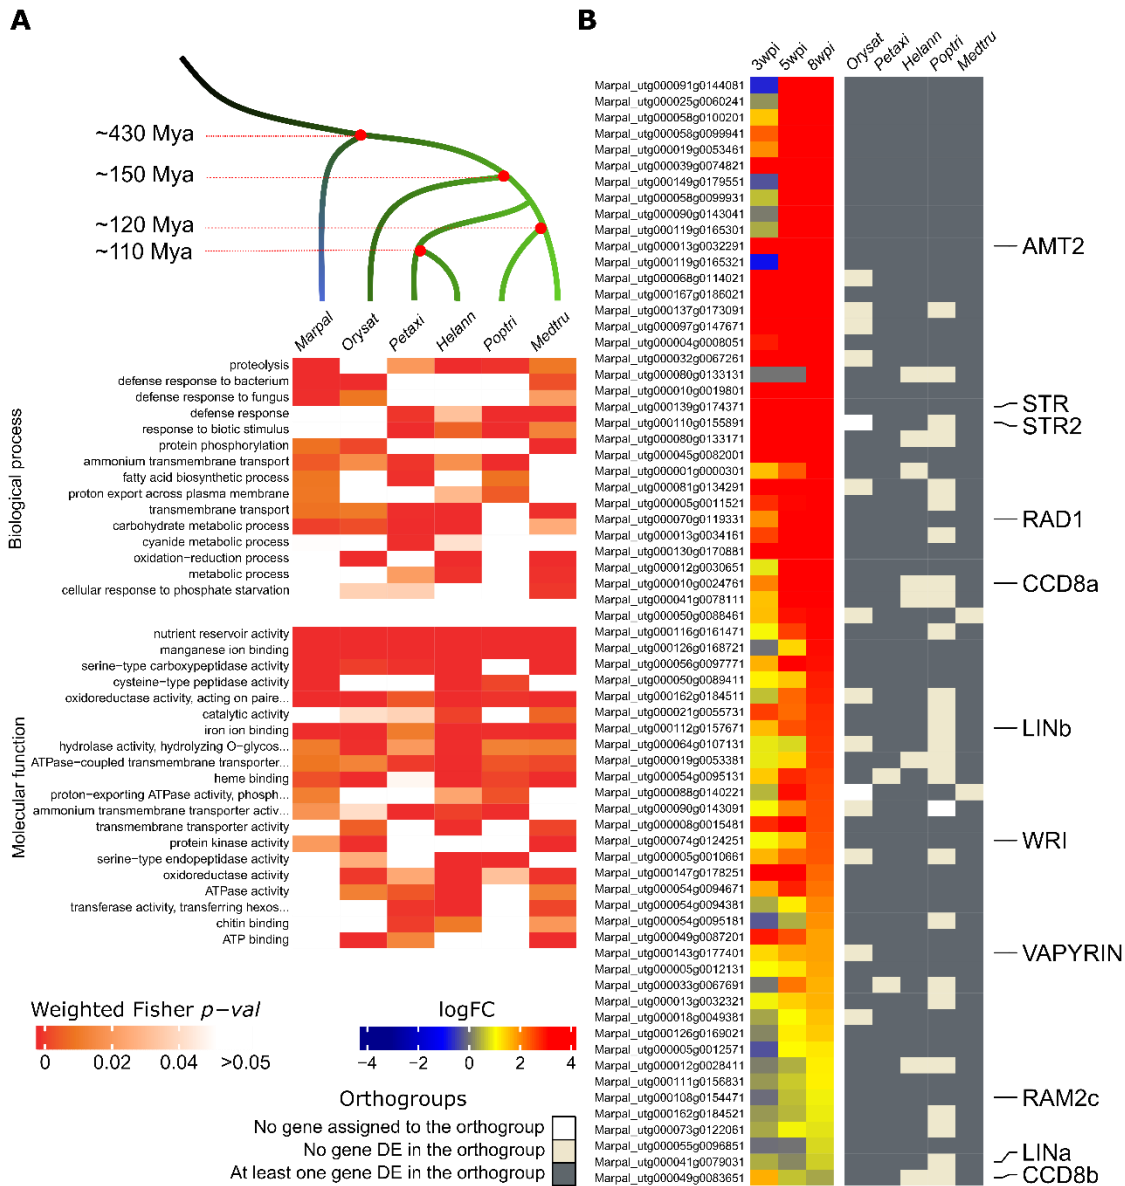 A
~430 Mya
~150 Mya
~120 Mya
~110 Mya
Marpal
Orysat
Petaxi
Helann
Poptri
Medtru
Biological process
proteolysis
defense response to bacterium
defense response to fungus
defense response
response to biotic stimulus
protein phosphorylation
ammonium transmembrane transport
fatty acid biosynthetic process
proton export across plasma membrane
transmembrane transport
carbohydrate metabolic process
cyanide metabolic process
oxidation-reduction process
metabolic process
cellular response to phosphate starvation
Molecular function
nutrient reservoir activity
manganese ion binding
serine-type carboxypeptidase activity
cysteine-type peptidase activity
oxidoreductase activity, acting on paire...
catalytic activity
iron ion binding
hydrolase activity, hydrolyzing O-glycos...
ATPase-coupled transmembrane transporter...
heme binding
proton-exporting ATPase activity, phosph...
ammonium transmembrane transporter activ...
transmembrane transporter activity
protein kinase activity
serine-type endopeptidase activity
oxidoreductase activity
ATPase activity
transferase activity, transferring hexos...
chitin binding
ATP binding
Weighted Fisher p-val
0 0.02 0.04 >0.05
logFC
−4 −2 0 2 4
Orthogroups
No gene assigned to the orthogroup
No gene DE in the orthogroup
At least one gene DE in the orthogroup
B
3wpi
5wpi
8wpi
Orysat
Petaxi
Helann
Poptri
Medtru
Marpal_utg000091g0144081
Marpal_utg000025g0060241
Marpal_utg000058g0100201
Marpal_utg000058g0099941
Marpal_utg000019g0053461
Marpal_utg000039g0074821
Marpal_utg000149g0179551
Marpal_utg000058g0099931
Marpal_utg000090g0143041
Marpal_utg000119g0165301
Marpal_utg000013g0032291
Marpal_utg000119g0165321
Marpal_utg000068g0114021
Marpal_utg000167g0186021
Marpal_utg000137g0173091
Marpal_utg000097g0147671
Marpal_utg000004g0008051
Marpal_utg000032g0067261
Marpal_utg000080g0133131
Marpal_utg000010g0019801
Marpal_utg000139g0174371
Marpal_utg000110g0155891
Marpal_utg000080g0133171
Marpal_utg000045g0082001
Marpal_utg000001g0000301
Marpal_utg000081g0134291
Marpal_utg000005g0011521
Marpal_utg000070g0119331
Marpal_utg000013g0034161
Marpal_utg000130g0170881
Marpal_utg000012g0030651
Marpal_utg000010g0024761
Marpal_utg000041g0078111
Marpal_utg000050g0088461
Marpal_utg000116g0161471
Marpal_utg000126g0168721
Marpal_utg000056g0097771
Marpal_utg000050g0089411
Marpal_utg000162g0184511
Marpal_utg000021g0055731
Marpal_utg000112g0157671
Marpal_utg000064g0107131
Marpal_utg000019g0053381
Marpal_utg000054g0095131
Marpal_utg000088g0140221
Marpal_utg000090g0143091
Marpal_utg000008g0015481
Marpal_utg000074g0124251
Marpal_utg000005g0010661
Marpal_utg000147g0178251
Marpal_utg000054g0094671
Marpal_utg000054g0094381
Marpal_utg000054g0095181
Marpal_utg000049g0087201
Marpal_utg000143g0177401
Marpal_utg000005g0012131
Marpal_utg000033g0067691
Marpal_utg000013g0032321
Marpal_utg000018g0049381
Marpal_utg000126g0169021
Marpal_utg000005g0012571
Marpal_utg000012g0028411
Marpal_utg000111g0156831
Marpal_utg000108g0154471
Marpal_utg000162g0184521
Marpal_utg000073g0122061
Marpal_utg000055g0096851
Marpal_utg000041g0079031
Marpal_utg000049g0083651
AMT2
STR
STR2
RAD1
CCD8a
LINb
WRI
VAPYRIN
RAM2c
LINa
CCD8b